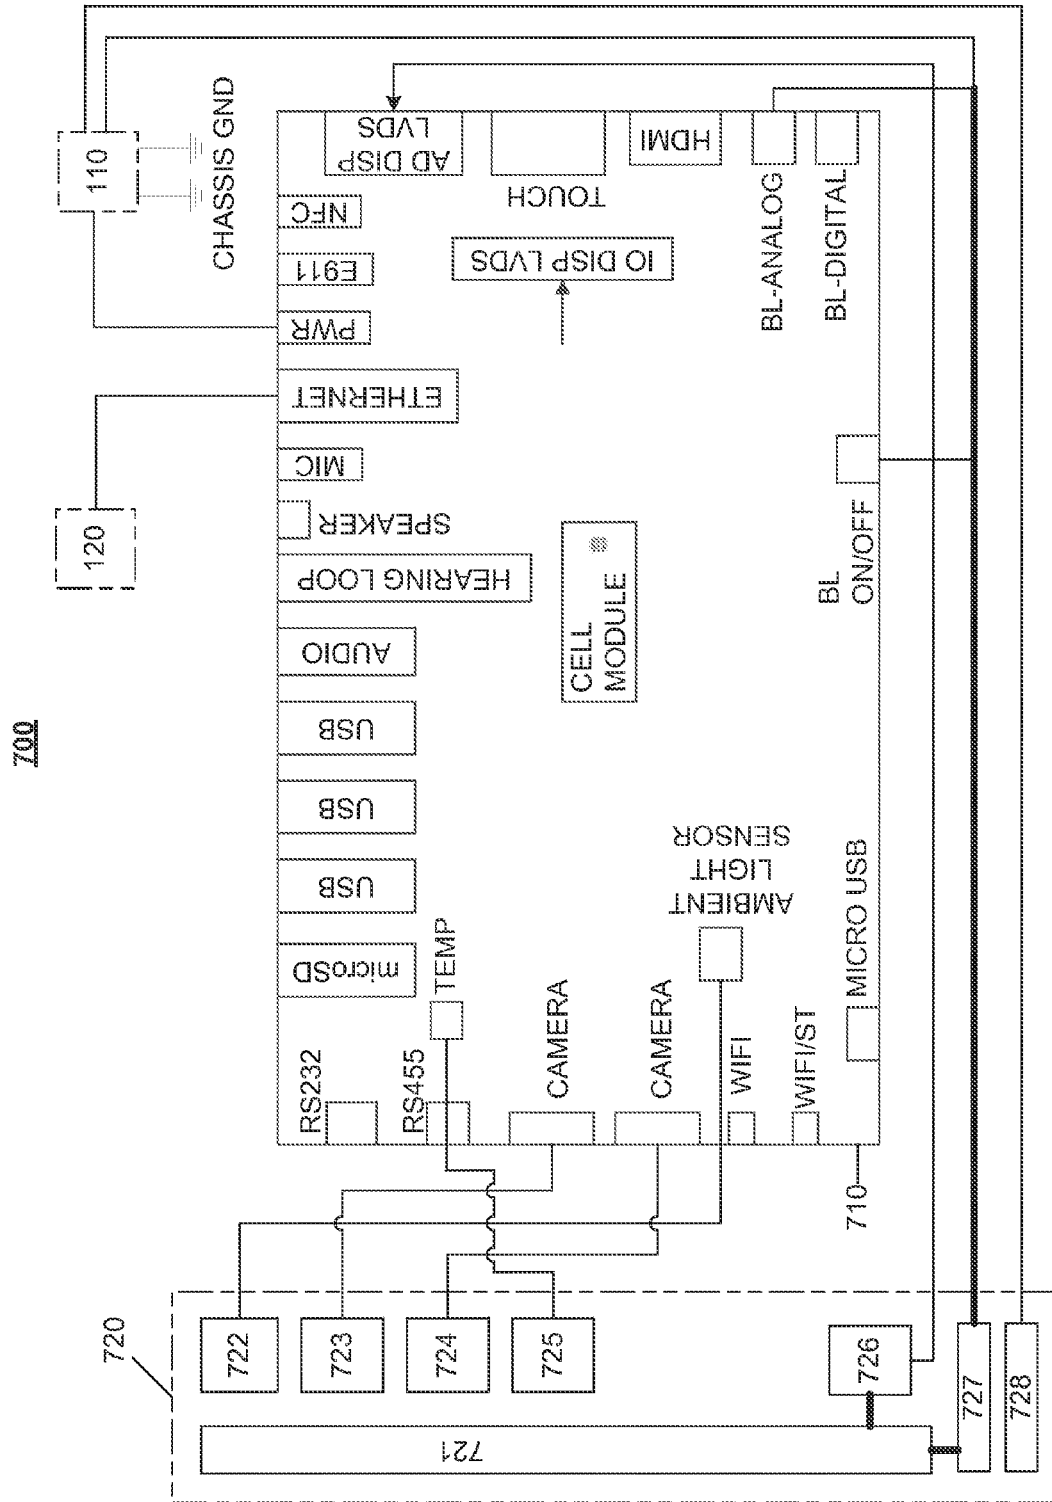 700
110
CHASSIS GND
120
NFC
E911
PWR
ETHERNET
MIC
SPEAKER
HEARING LOOP
AUDIO
USB
USB
USB
microSD
AD DISP
LVDS
TOUCH
HDMI
BL-ANALOG
BL-DIGITAL
IO DISP LVDS
CELL
MODULE
BL
ON/OFF
AMBIENT
LIGHT
SENSOR
MICRO USB
TEMP
RS232
RS455
CAMERA
CAMERA
WIFI
WIFI/ST
710
720
722
723
724
725
726
721
727
728